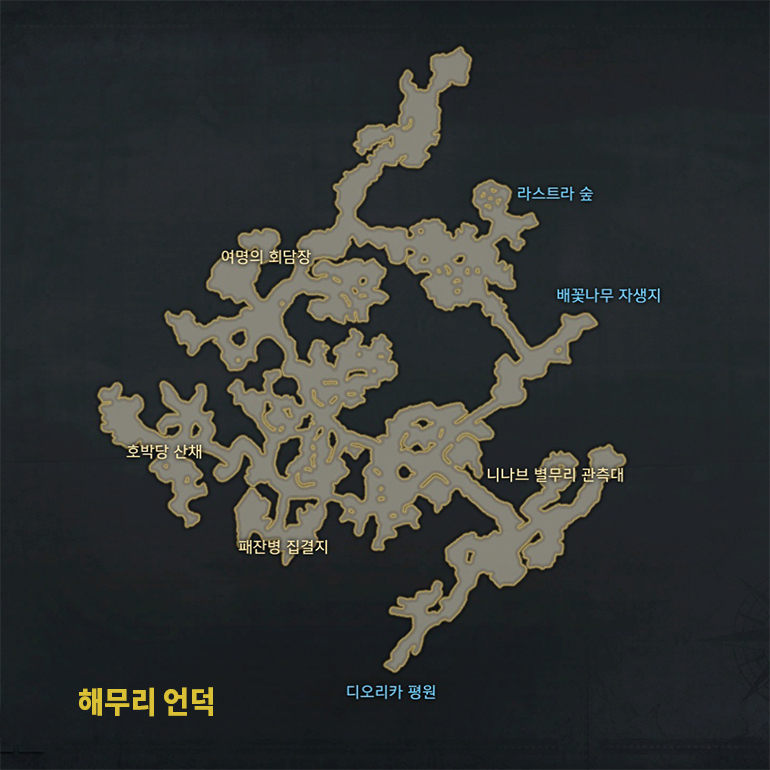 라스트라 숲
여명의 회담장
배꽃나무 자생지
호박당 산채
니나브 별무리 관측대
패잔병 집결지
디오리카 평원
해무리 언덕